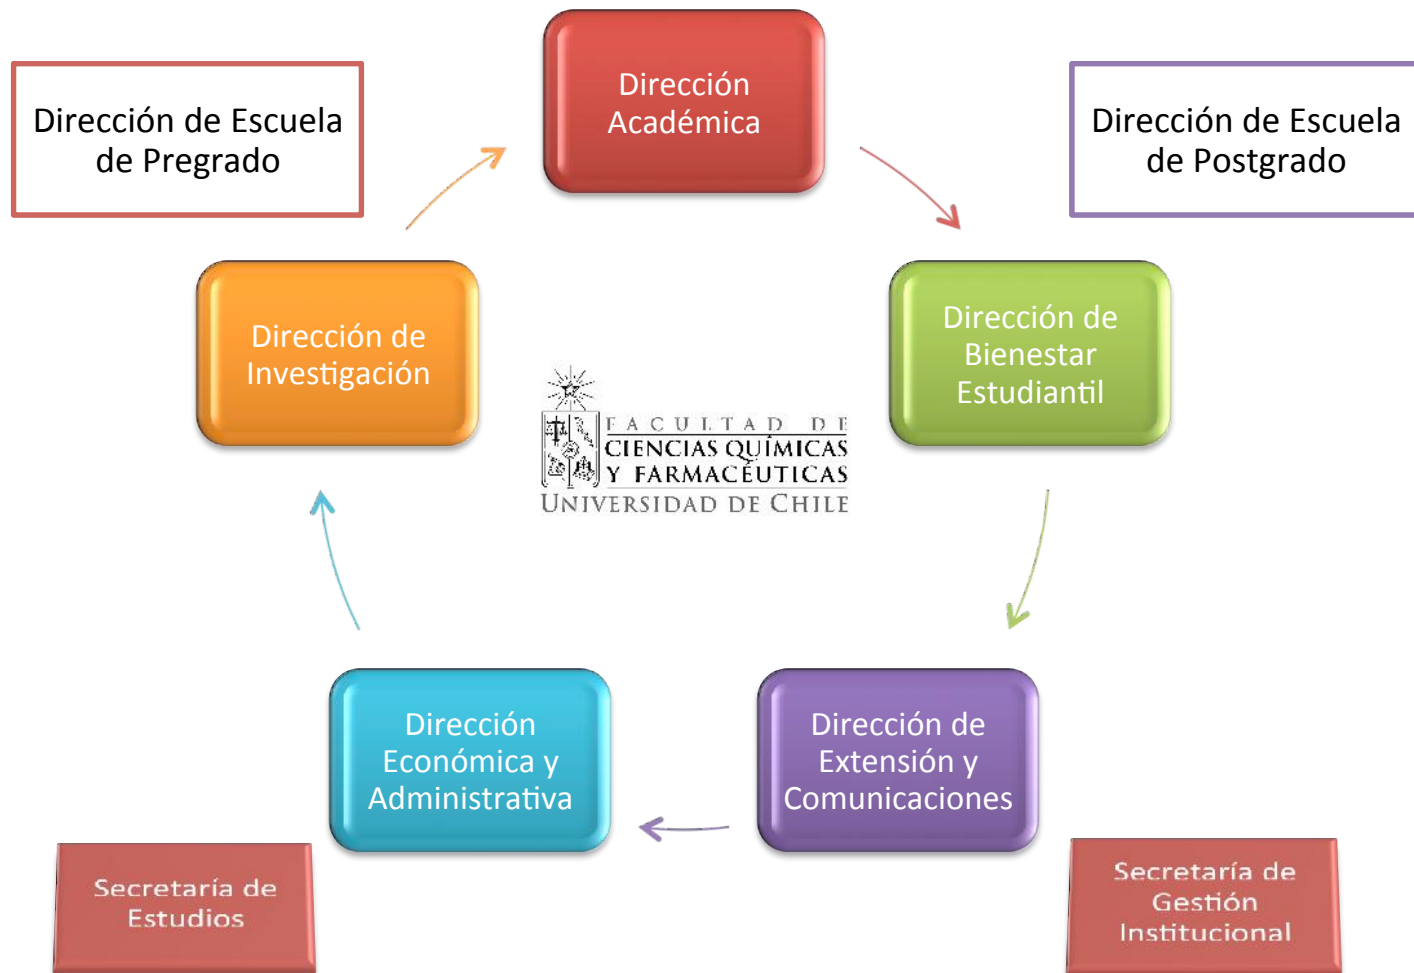 Dirección
Académica
Dirección de Escuela
de Pregrado
Dirección de Escuela
de Postgrado
Dirección de
Investigación
Dirección de
Bienestar
Estudiantil
FACULTAD DE
CIENCIAS QUÍMICAS
Y FARMACÉUTICAS
UNIVERSIDAD DE CHILE
Dirección
Económica y
Administrativa
Dirección de
Extensión y
Comunicaciones
Secretaría de
Estudios
Secretaría de
Gestión
Institucional